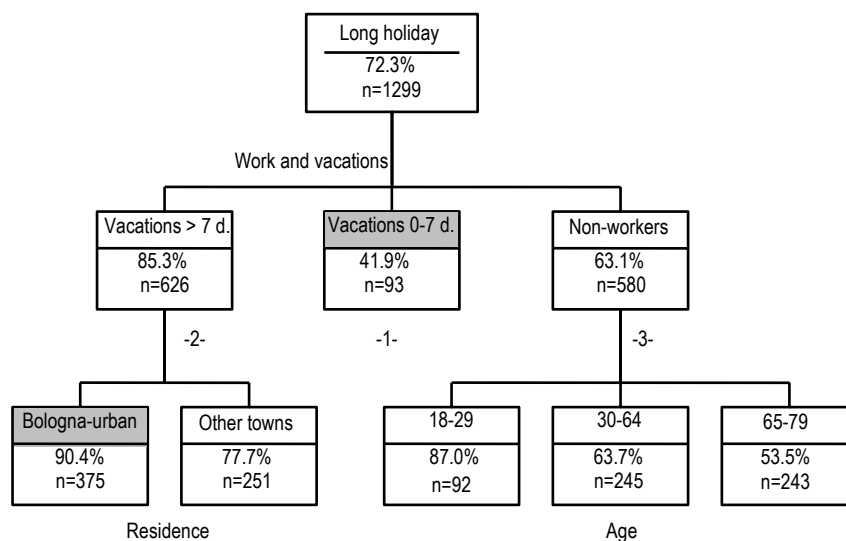 Long holiday
72.3%
n=1299
Work and vacations
Vacations > 7 d.
85.3%
n=626
Vacations 0-7 d.
41.9%
n=93
Non-workers
63.1%
n=580
-2-
-1-
-3-
Bologna-urban
90.4%
n=375
Other towns
77.7%
n=251
18-29
87.0%
n=92
30-64
63.7%
n=245
65-79
53.5%
n=243
Residence
Age